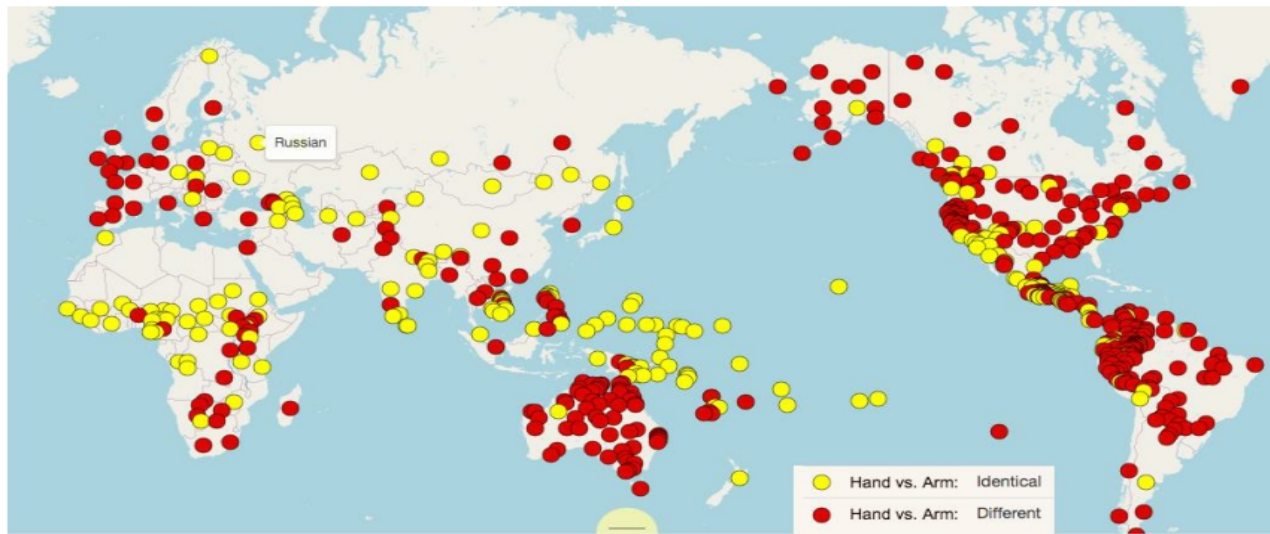 Russian
Hand vs. Arm: Identical
Hand vs. Arm: Different